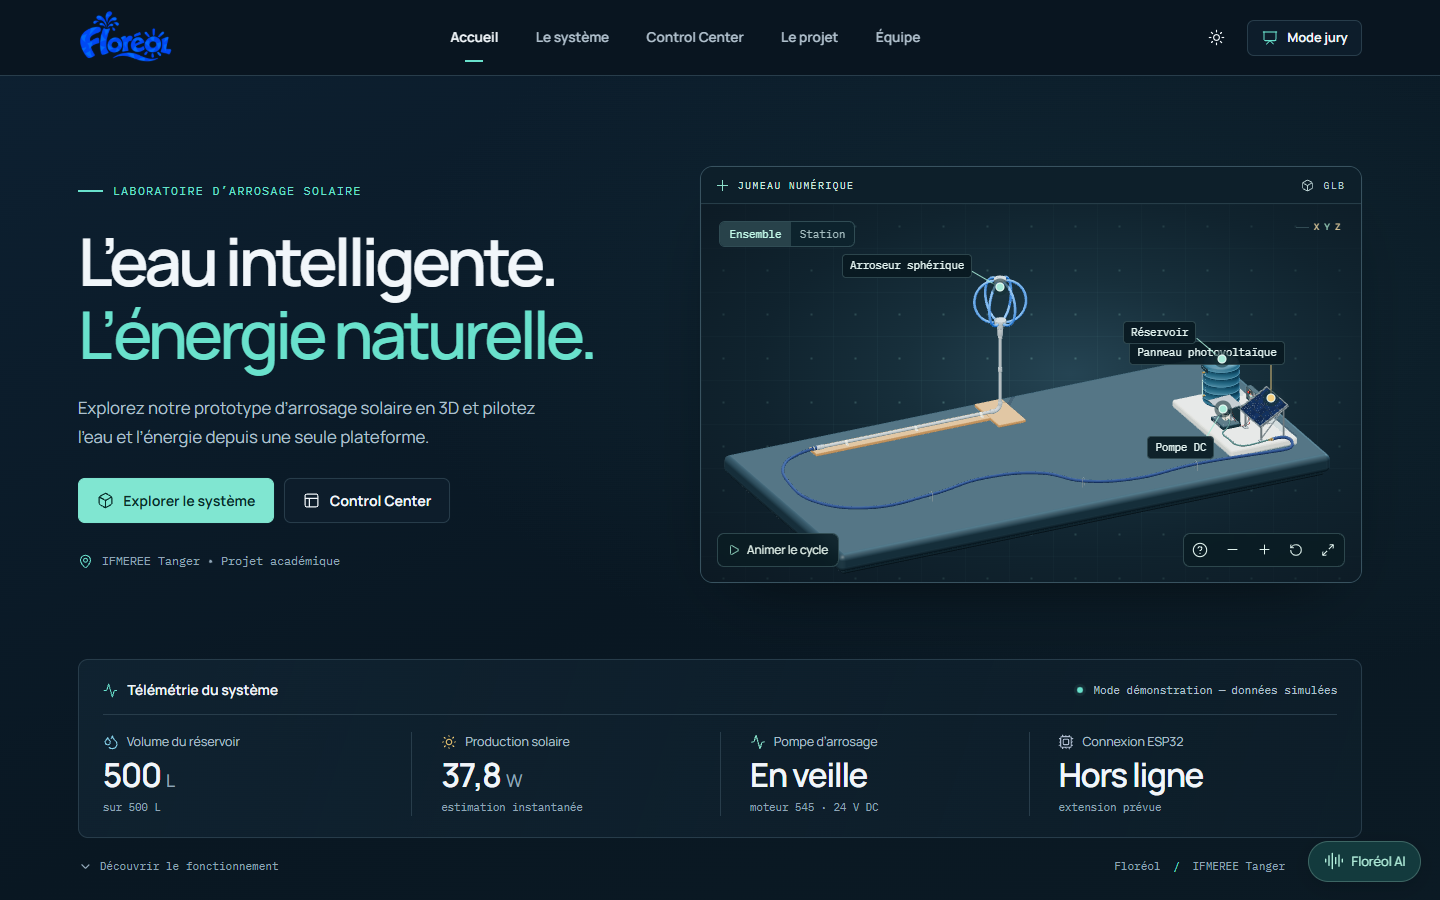 Floréol
Accueil
Le système
Control Center
Le projet
Équipe
Mode jury
LABORATOIRE D’ARROSAGE SOLAIRE
L’eau intelligente.
L’énergie naturelle.
Explorez notre prototype d’arrosage solaire en 3D et pilotez
l’eau et l’énergie depuis une seule plateforme.
Explorer le système
Control Center
IFMEREE Tanger • Projet académique
JUMEAU NUMÉRIQUE
GLB
Ensemble
Station
X Y Z
Arroseur sphérique
Réservoir
Panneau photovoltaïque
Pompe DC
Animer le cycle
Télémétrie du système
Mode démonstration — données simulées
Volume du réservoir
500 L
sur 500 L
Production solaire
37,8 W
estimation instantanée
Pompe d’arrosage
En veille
moteur 545 · 24 V DC
Connexion ESP32
Hors ligne
extension prévue
Découvrir le fonctionnement
Floréol / IFMEREE Tanger
Floréol AI